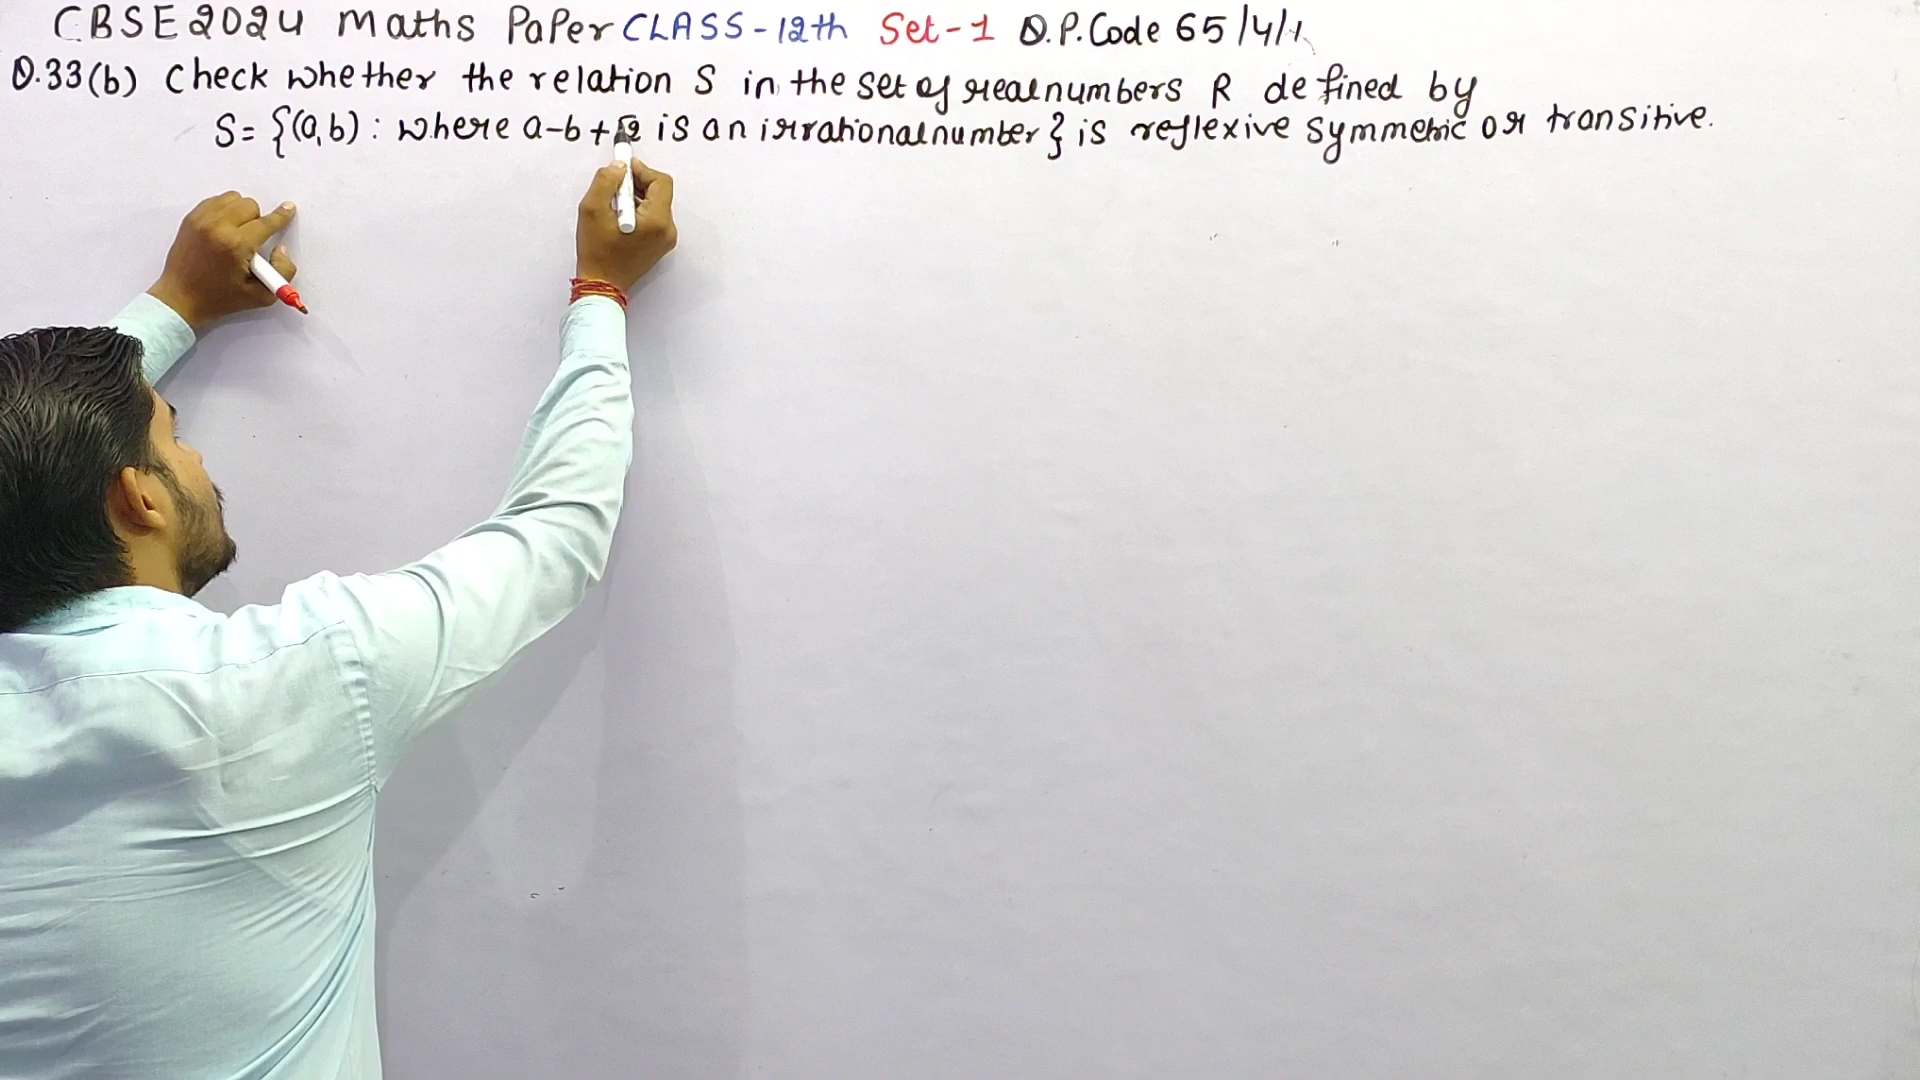 CBSE 2024 Maths Paper CLASS-12th Set-1 Q.P.Code 65/4/1
Q.33(b) Check whether the relation S in the set of real numbers R defined by
S= {(a,b) : where a-b+√2 is an irrational number} is reflexive symmetric or transitive.